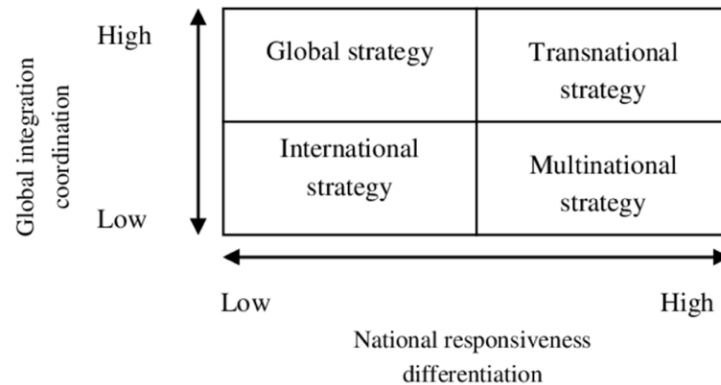 Global integration
coordination
High
Low
Global strategy
Transnational
strategy
International
strategy
Multinational
strategy
Low
High
National responsiveness
differentiation